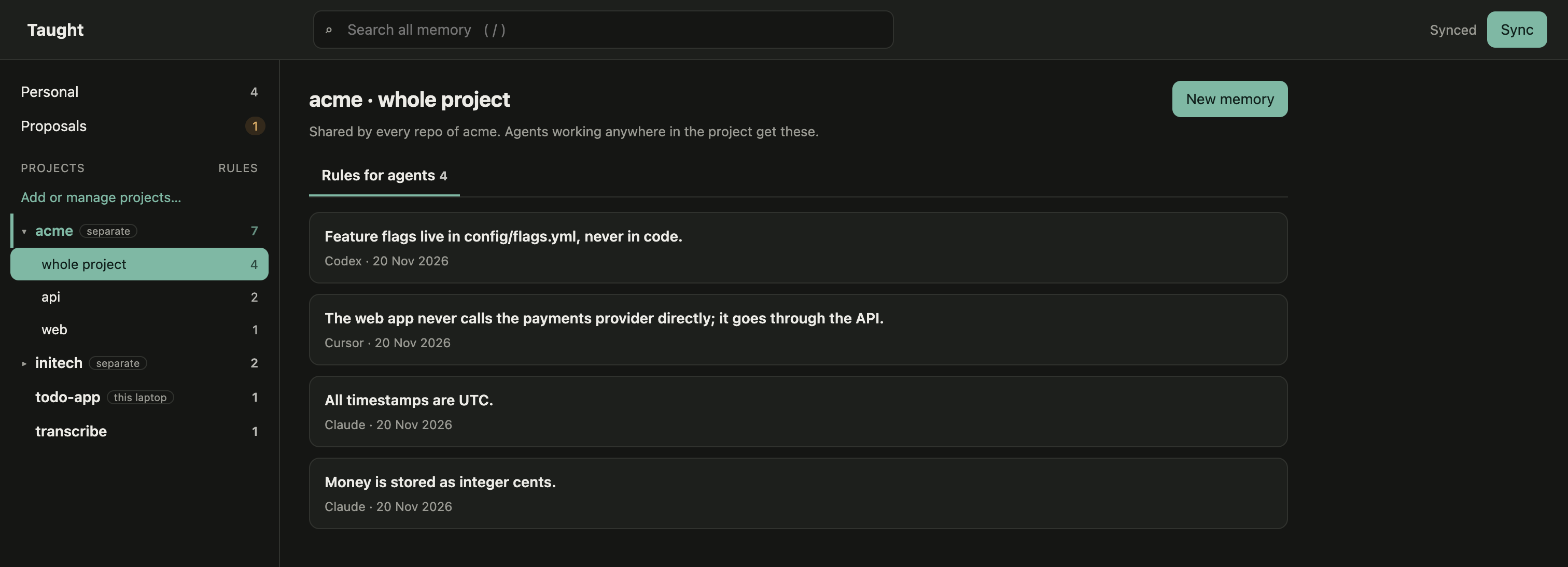 Taught
Search all memory ( / )
Synced
Sync
Personal 4
Proposals 1
PROJECTS RULES
Add or manage projects...
acme separate 7
whole project 4
api 2
web 1
initech separate 2
todo-app this laptop 1
transcribe 1
acme · whole project
New memory
Shared by every repo of acme. Agents working anywhere in the project get these.
Rules for agents 4
Feature flags live in config/flags.yml, never in code.
Codex · 20 Nov 2026
The web app never calls the payments provider directly; it goes through the API.
Cursor · 20 Nov 2026
All timestamps are UTC.
Claude · 20 Nov 2026
Money is stored as integer cents.
Claude · 20 Nov 2026